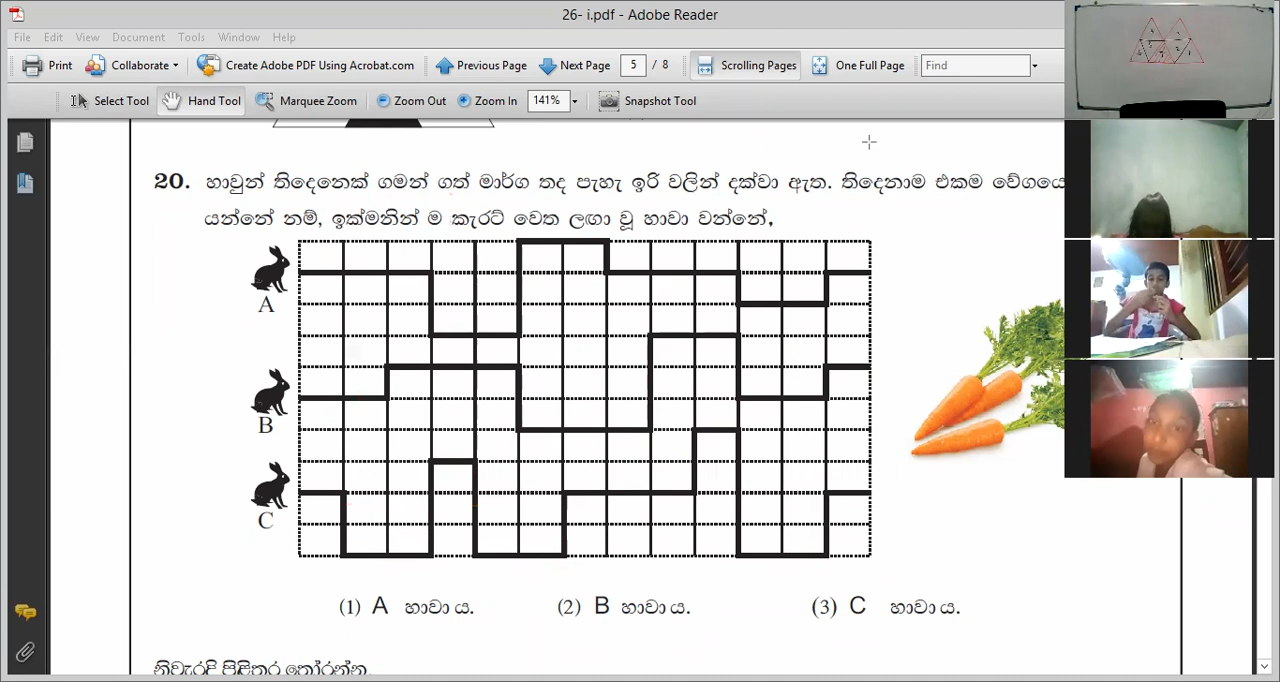 26- i.pdf - Adobe Reader
File Edit View Document Tools Window Help
Print Collaborate Create Adobe PDF Using Acrobat.com Previous Page Next Page 5 / 8 Scrolling Pages One Full Page Find
Select Tool Hand Tool Marquee Zoom Zoom Out Zoom In 141% Snapshot Tool
20. හාවුන් තිදෙනෙක් ගමන් ගත් මාර්ග තද පැහැ ඉරි වලින් දක්වා ඇත. තිදෙනාම එකම වේගයෙ
යන්නේ නම්, ඉක්මනින් ම කැරට් වෙත ලඟා වූ හාවා වන්නේ,
A
B
C
(1) A හාවා ය. (2) B හාවා ය. (3) C හාවා ය.
නිවැරදි පිළිතුර තෝරන්න.